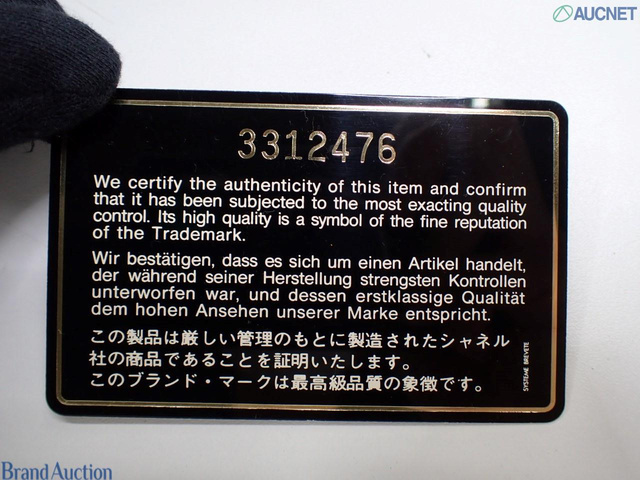 AUCNET
3312476
We certify the authenticity of this item and confirm
that it has been subjected to the most exacting quality
control. Its high quality is a symbol of the fine reputation
of the Trademark.
Wir bestätigen, dass es sich um einen Artikel handelt,
der während seiner Herstellung strengsten Kontrollen
unterworfen war, und dessen erstklassige Qualität
dem hohen Ansehen unserer Marke entspricht.
この製品は厳しい管理のもとに製造されたシャネル
社の商品であることを証明いたします。
このブランド・マークは最高級品質の象徴です。
SYSTEME BREVETE
Brand Auction